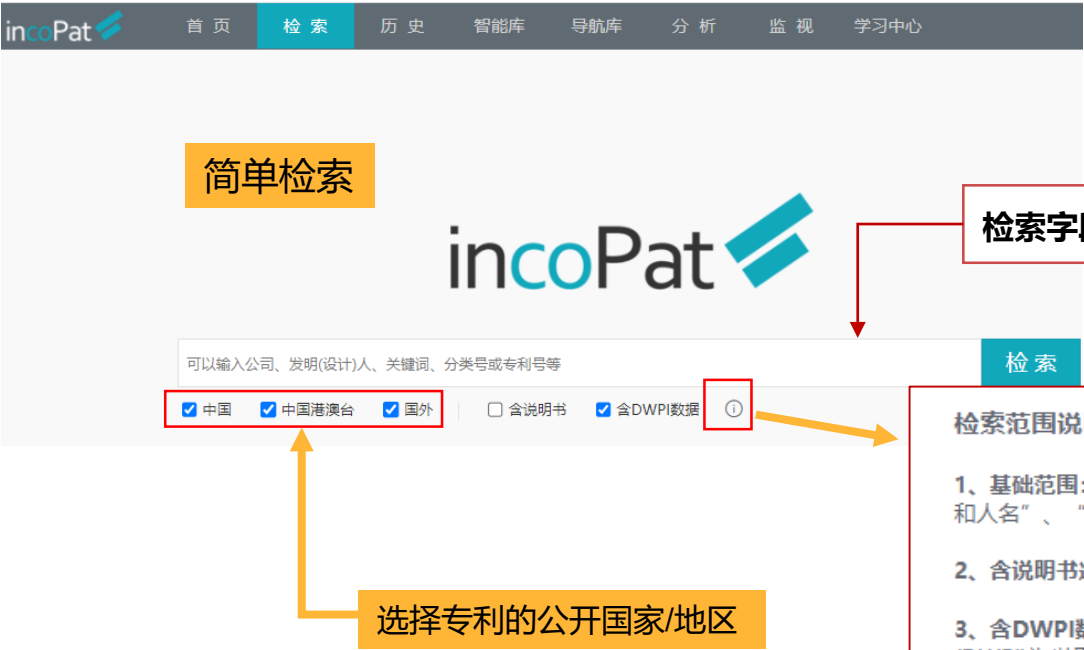 incoPat 首 页 检 索 历 史 智能库 导航库 分 析 监 视 学习中心
简单检索
检索字
incoPat
可以输入公司、发明(设计)人、关键词、分类号或专利号等 检 索
中国 中国港澳台 国外 含说明书 含DWPI数据
检索范围说
1、基础范围:
和人名”、“
2、含说明书
3、含DWPI数
选择专利的公开国家/地区